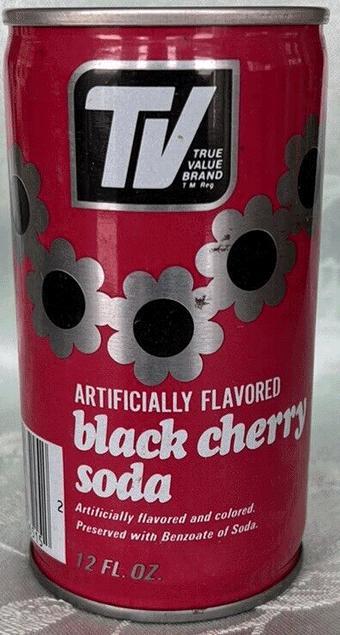 TV
TRUE
VALUE
BRAND
T M Reg
ARTIFICIALLY FLAVORED
black cherry
soda
Artificially flavored and colored.
Preserved with Benzoate of Soda.
12 FL. OZ.
2